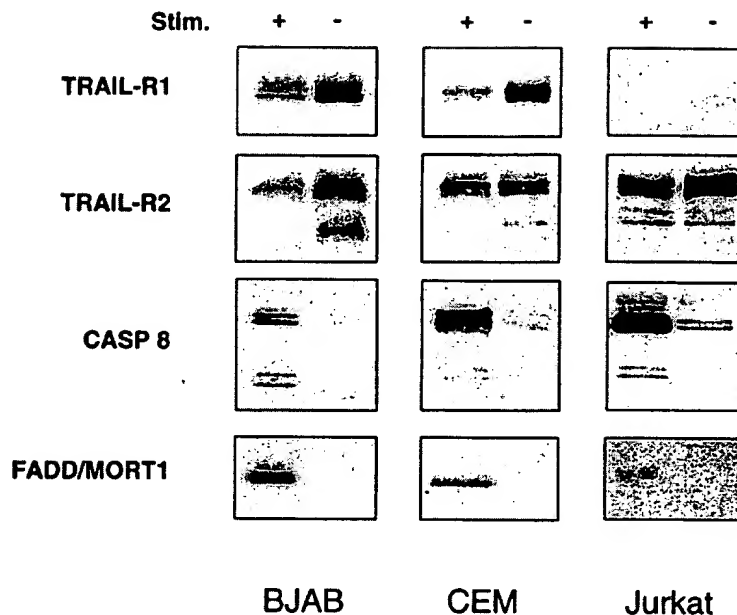 Stim. + - + - + -
TRAIL-R1
TRAIL-R2
CASP 8
FADD/MORT1
BJAB CEM Jurkat